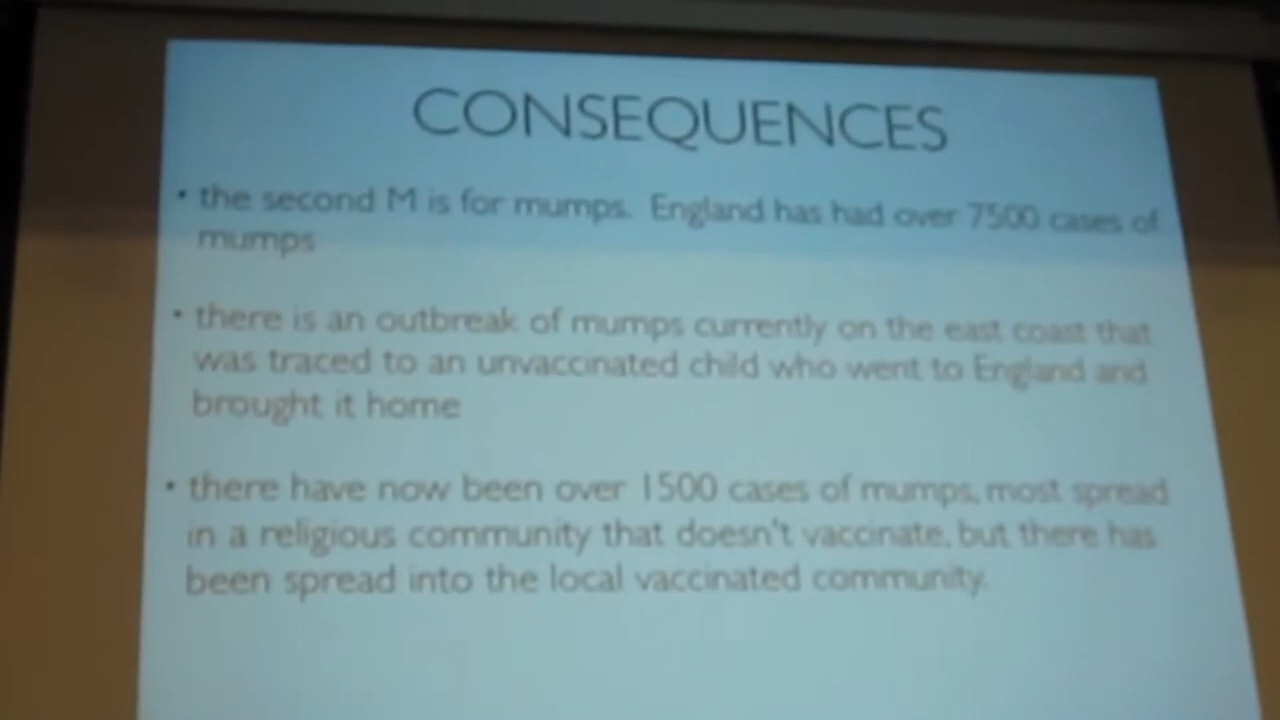 CONSEQUENCES
• the second M is for mumps. England has had over 7500 cases of
mumps
• there is an outbreak of mumps currently on the east coast that
was traced to an unvaccinated child who went to England and
brought it home
• there have now been over 1500 cases of mumps, most spread
in a religious community that doesn't vaccinate, but there has
been spread into the local vaccinated community.